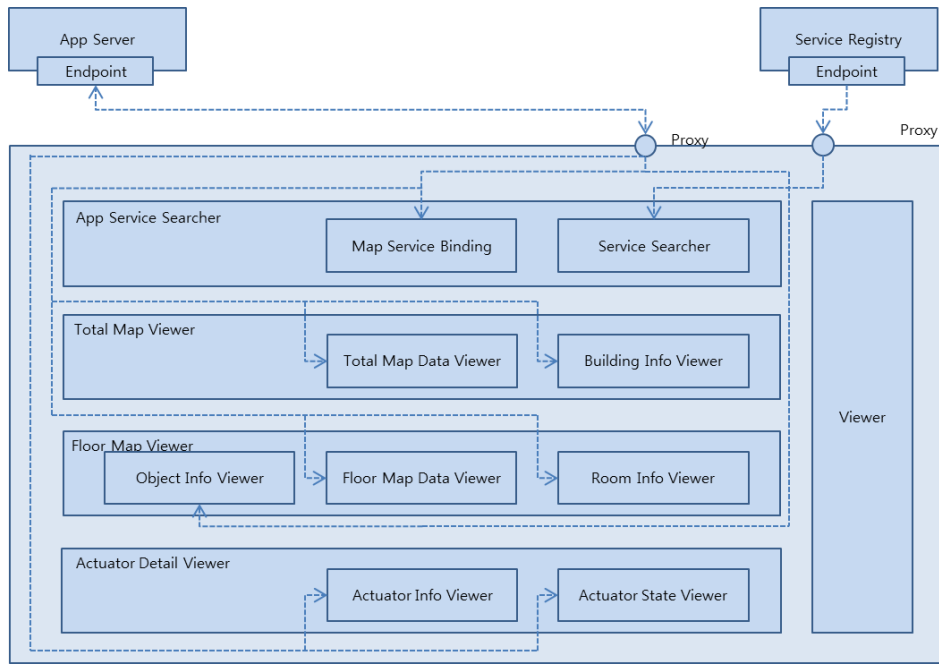 App Server
Service Registry
Endpoint
Endpoint
Proxy
Proxy
App Service Searcher
Map Service Binding
Service Searcher
Total Map Viewer
Total Map Data Viewer
Building Info Viewer
Viewer
Floor Map Viewer
Object Info Viewer
Floor Map Data Viewer
Room Info Viewer
Actuator Detail Viewer
Actuator Info Viewer
Actuator State Viewer